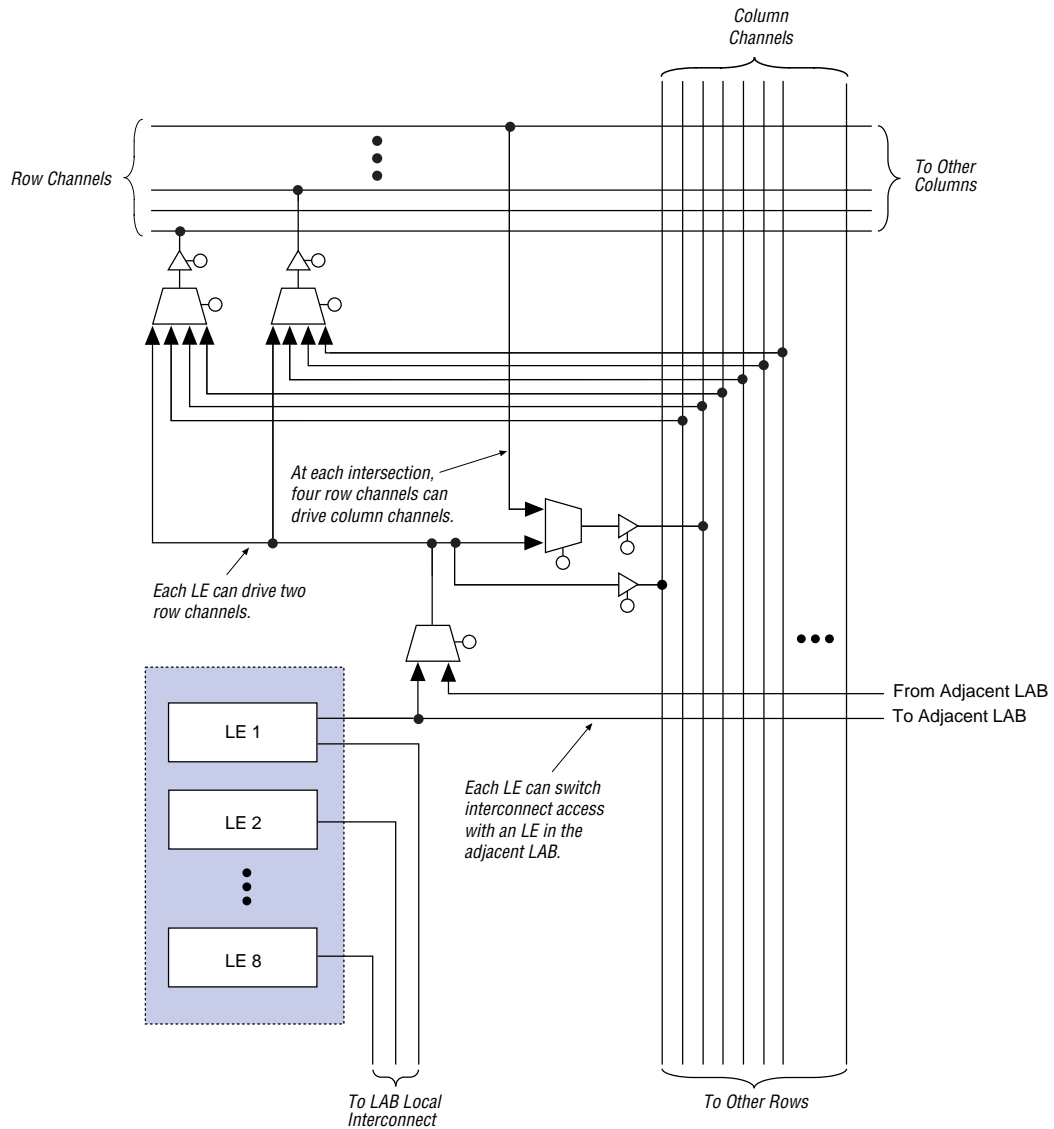 Column
Channels
Row Channels
To Other
Columns
At each intersection,
four row channels can
drive column channels.
Each LE can drive two
row channels.
From Adjacent LAB
To Adjacent LAB
LE 1
Each LE can switch
interconnect access
with an LE in the
adjacent LAB.
LE 2
LE 8
To LAB Local
Interconnect
To Other Rows